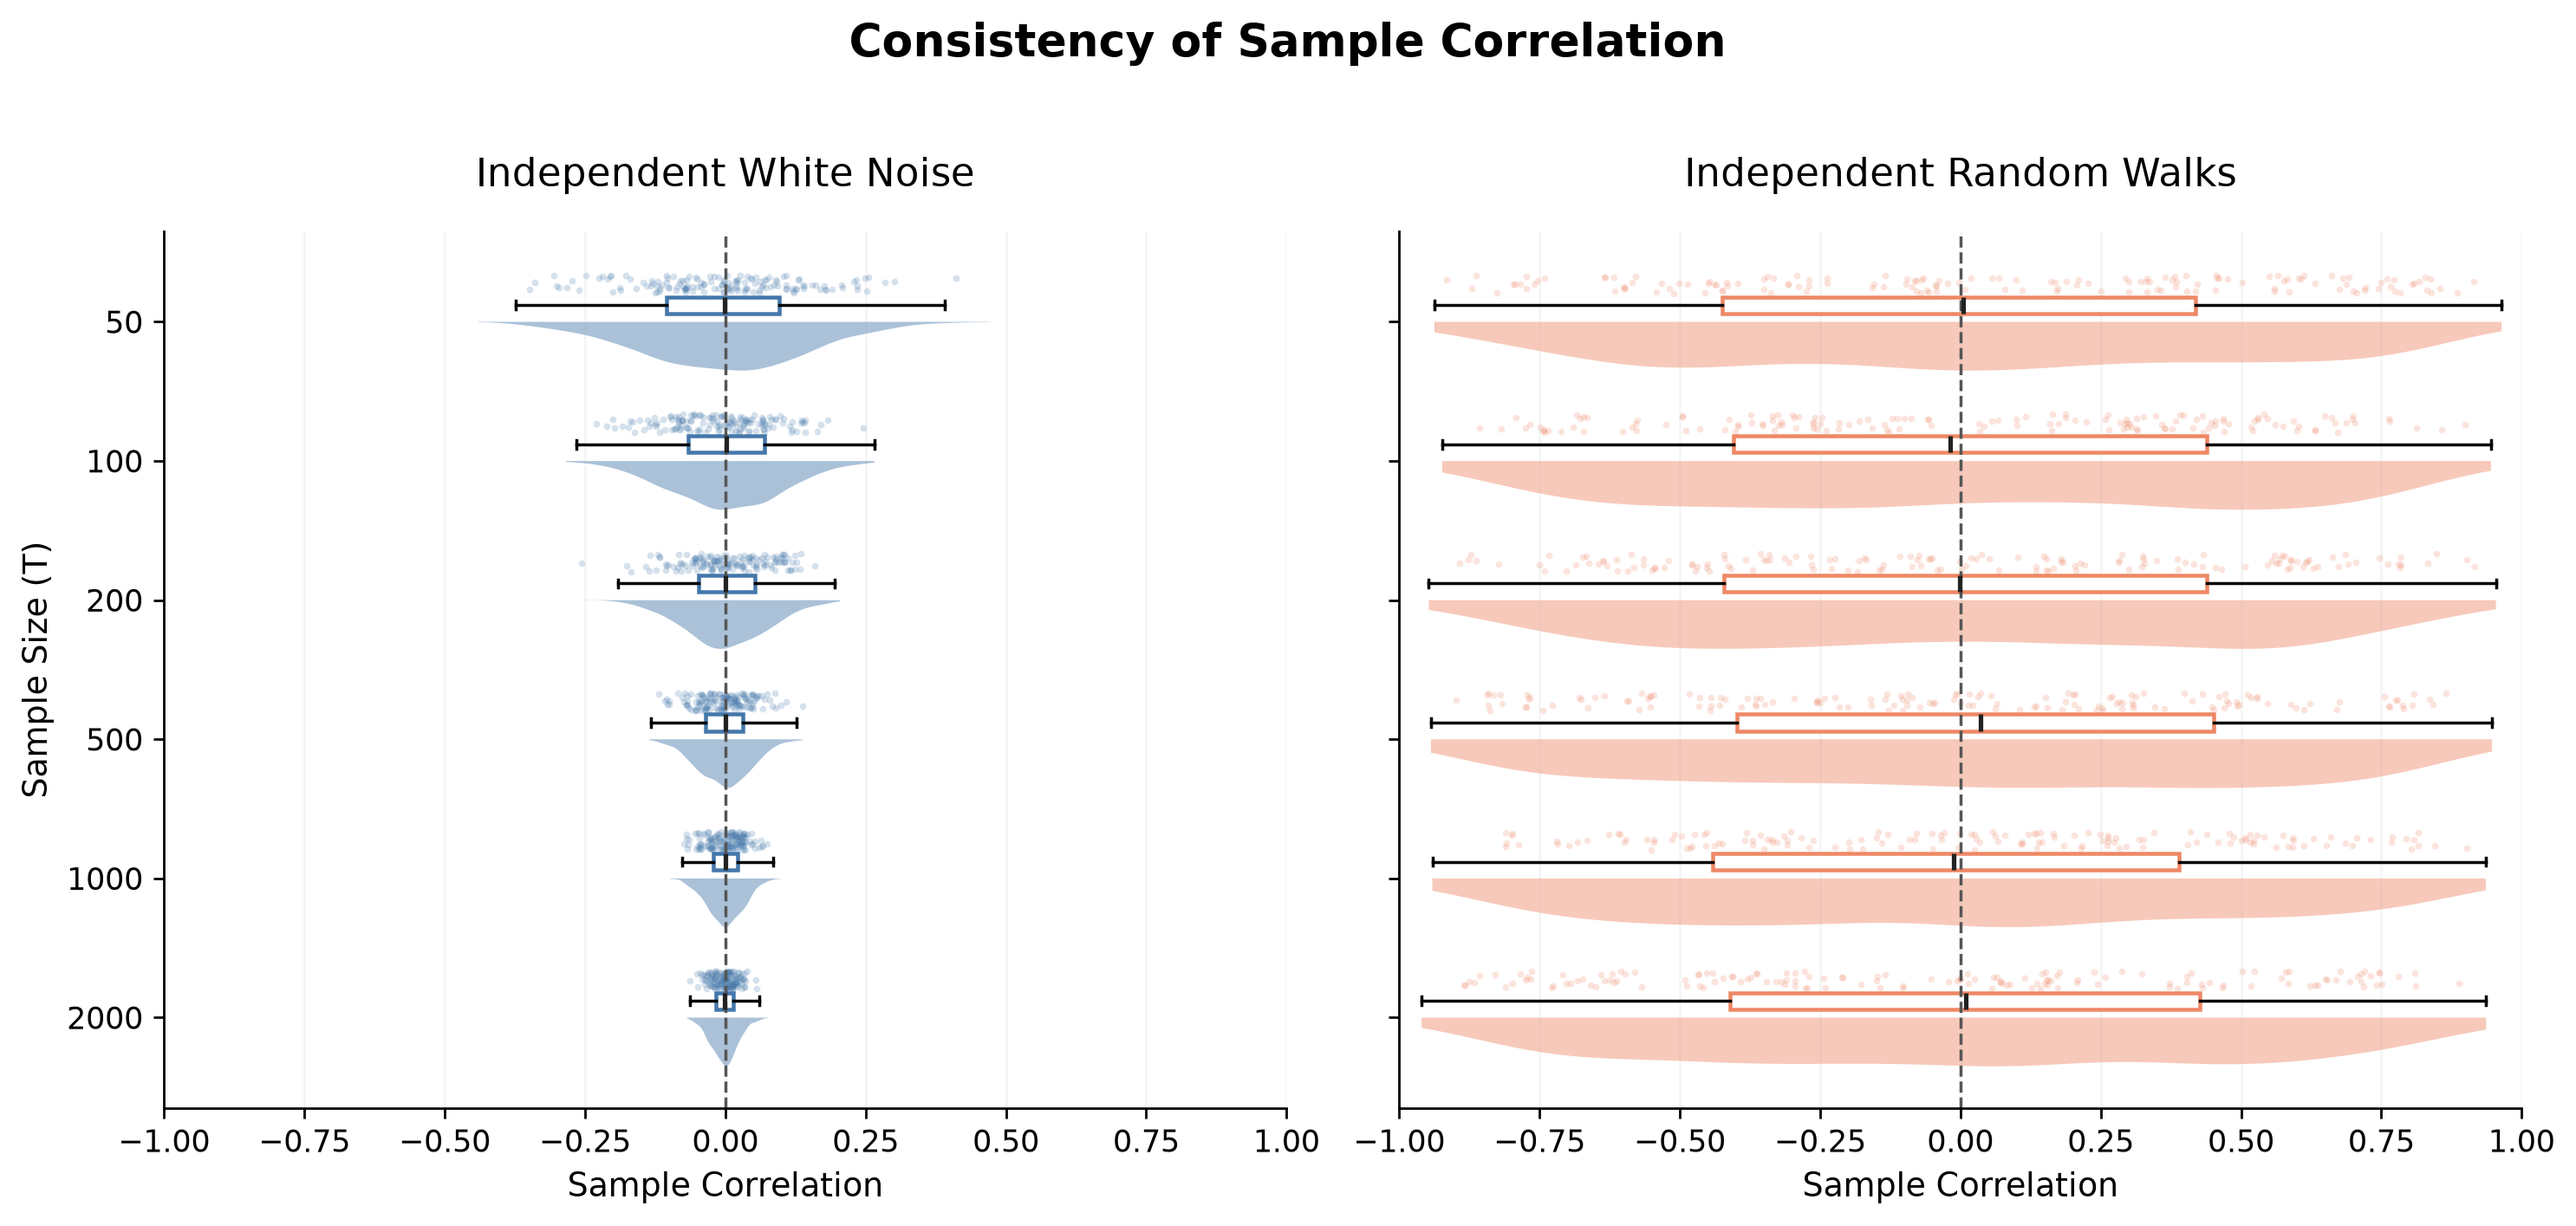 Consistency of Sample Correlation
Independent White Noise
Sample Size (T)
50
100
200
500
1000
2000
−1.00 −0.75 −0.50 −0.25 0.00 0.25 0.50 0.75 1.00
Sample Correlation
Independent Random Walks
−1.00 −0.75 −0.50 −0.25 0.00 0.25 0.50 0.75 1.00
Sample Correlation